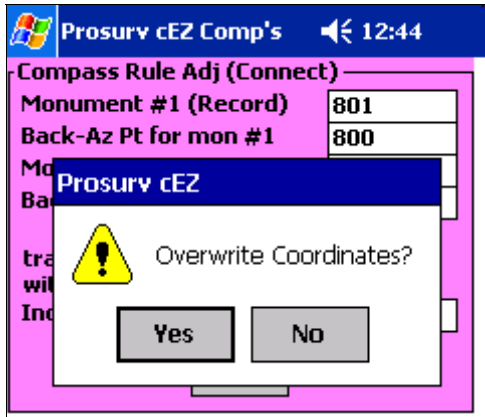 Prosurv cEZ Comp's 12:44
Compass Rule Adj (Connect)
Monument #1 (Record) 801
Back-Az Pt for mon #1 800
Prosurv cEZ
Overwrite Coordinates?
Yes No